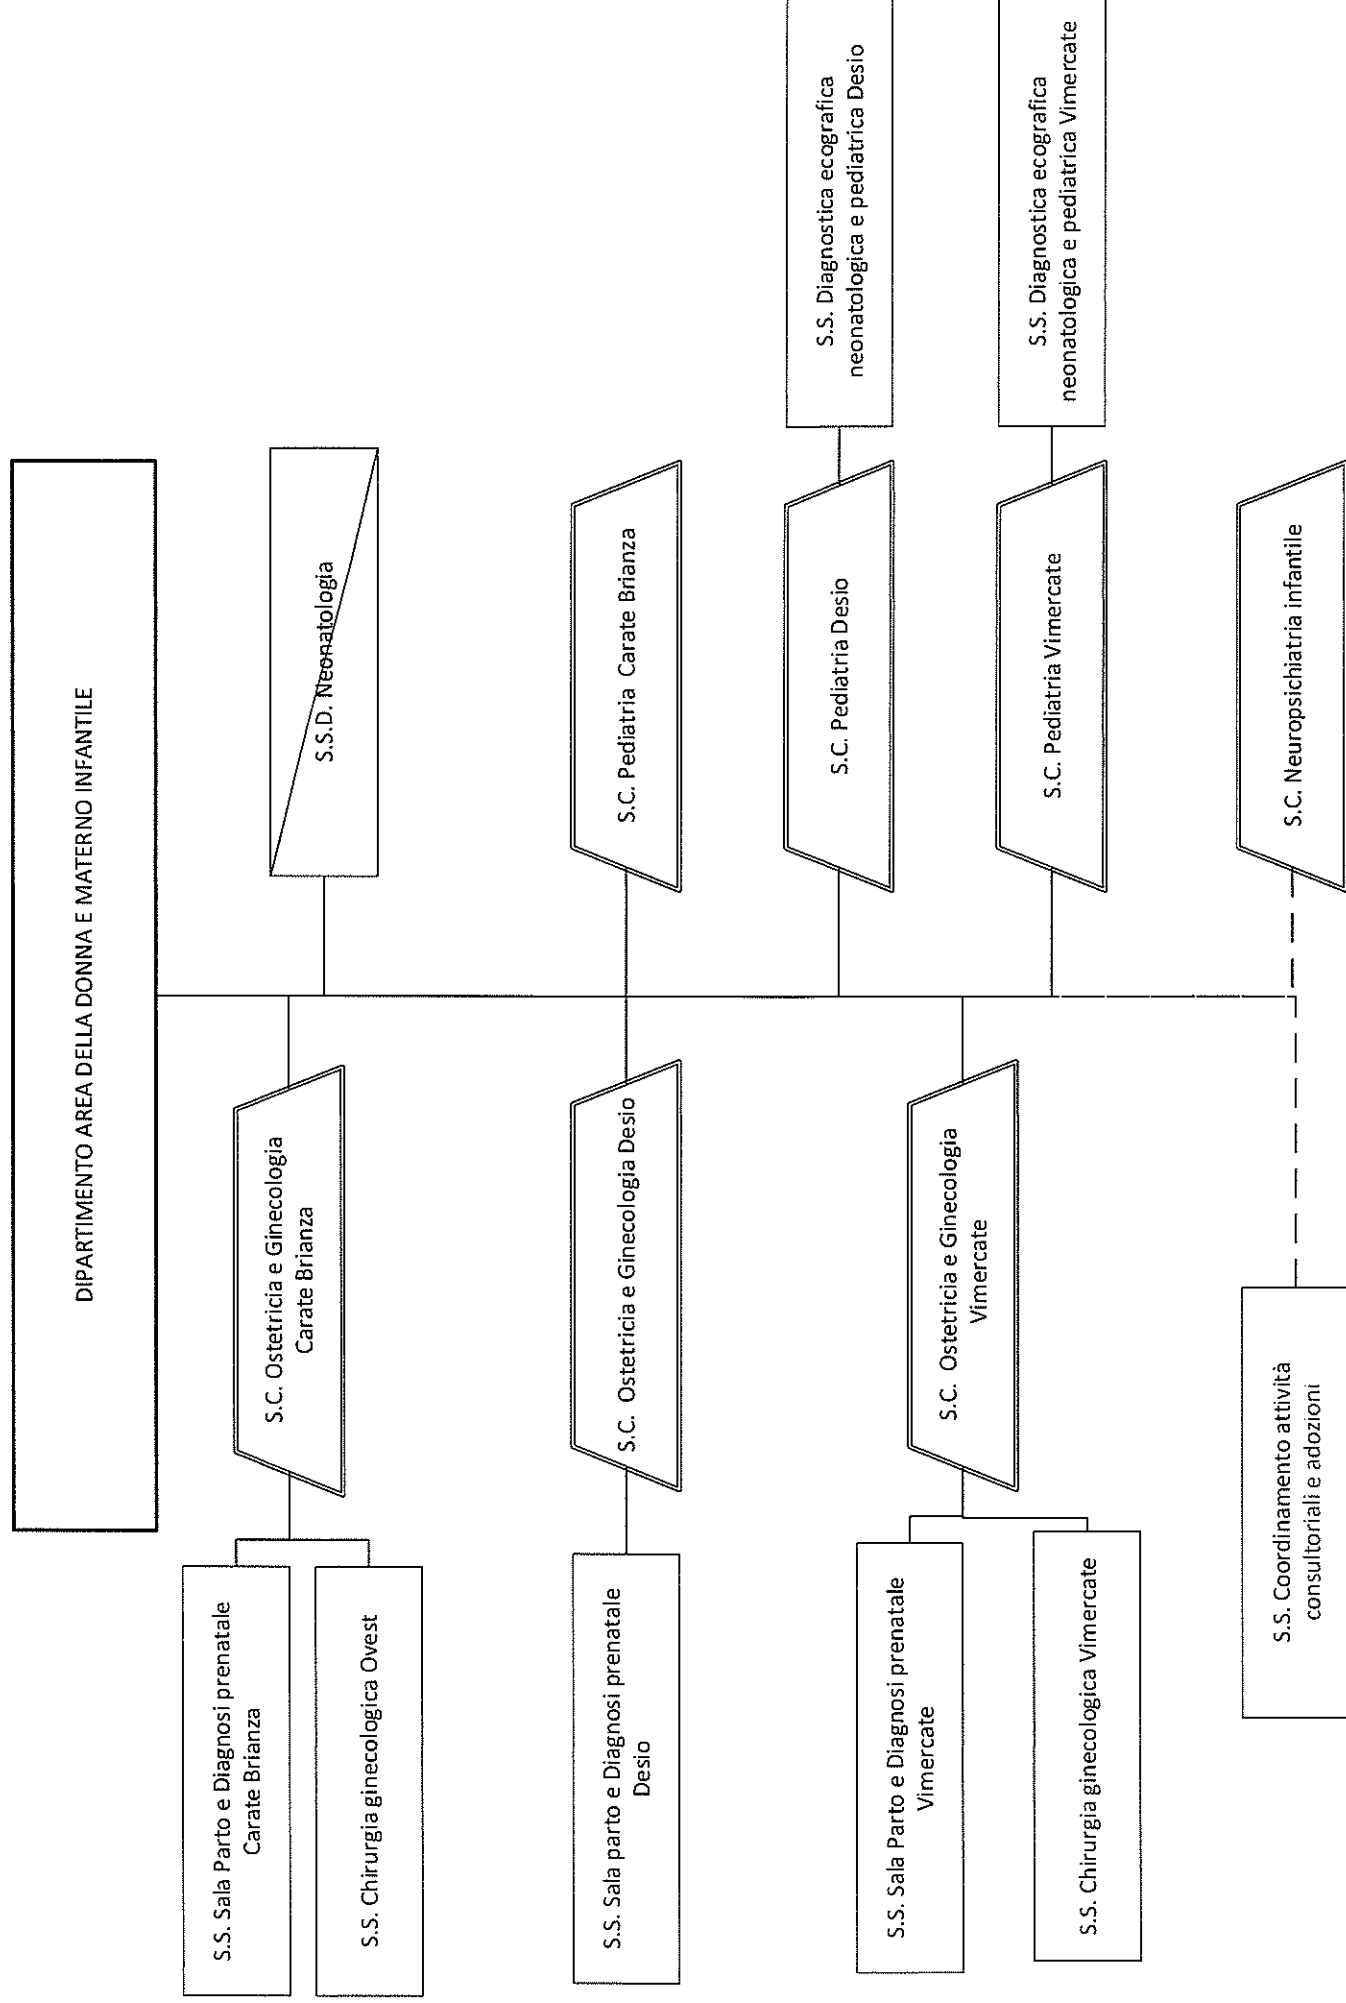 DIPARTIMENTO AREA DELLA DONNA E MATERNO INFANTILE
S.S. Sala Parto e Diagnosi prenatale
Carate Brianza
S.S. Chirurgia ginecologica Ovest
S.C. Ostetricia e Ginecologia
Carate Brianza
S.S.D. Neonatologia
S.S. Sala parto e Diagnosi prenatale
Desio
S.C. Ostetricia e Ginecologia Desio
S.C. Pediatria Carate Brianza
S.C. Pediatria Desio
S.S. Diagnostica ecografica
neonatologica e pediatrica Desio
S.S. Sala Parto e Diagnosi prenatale
Vimercate
S.S. Chirurgia ginecologica Vimercate
S.C. Ostetricia e Ginecologia
Vimercate
S.C. Pediatria Vimercate
S.S. Diagnostica ecografica
neonatologica e pediatrica Vimercate
S.S. Coordinamento attività
consultoriali e adozioni
S.C. Neuropsichiatria infantile